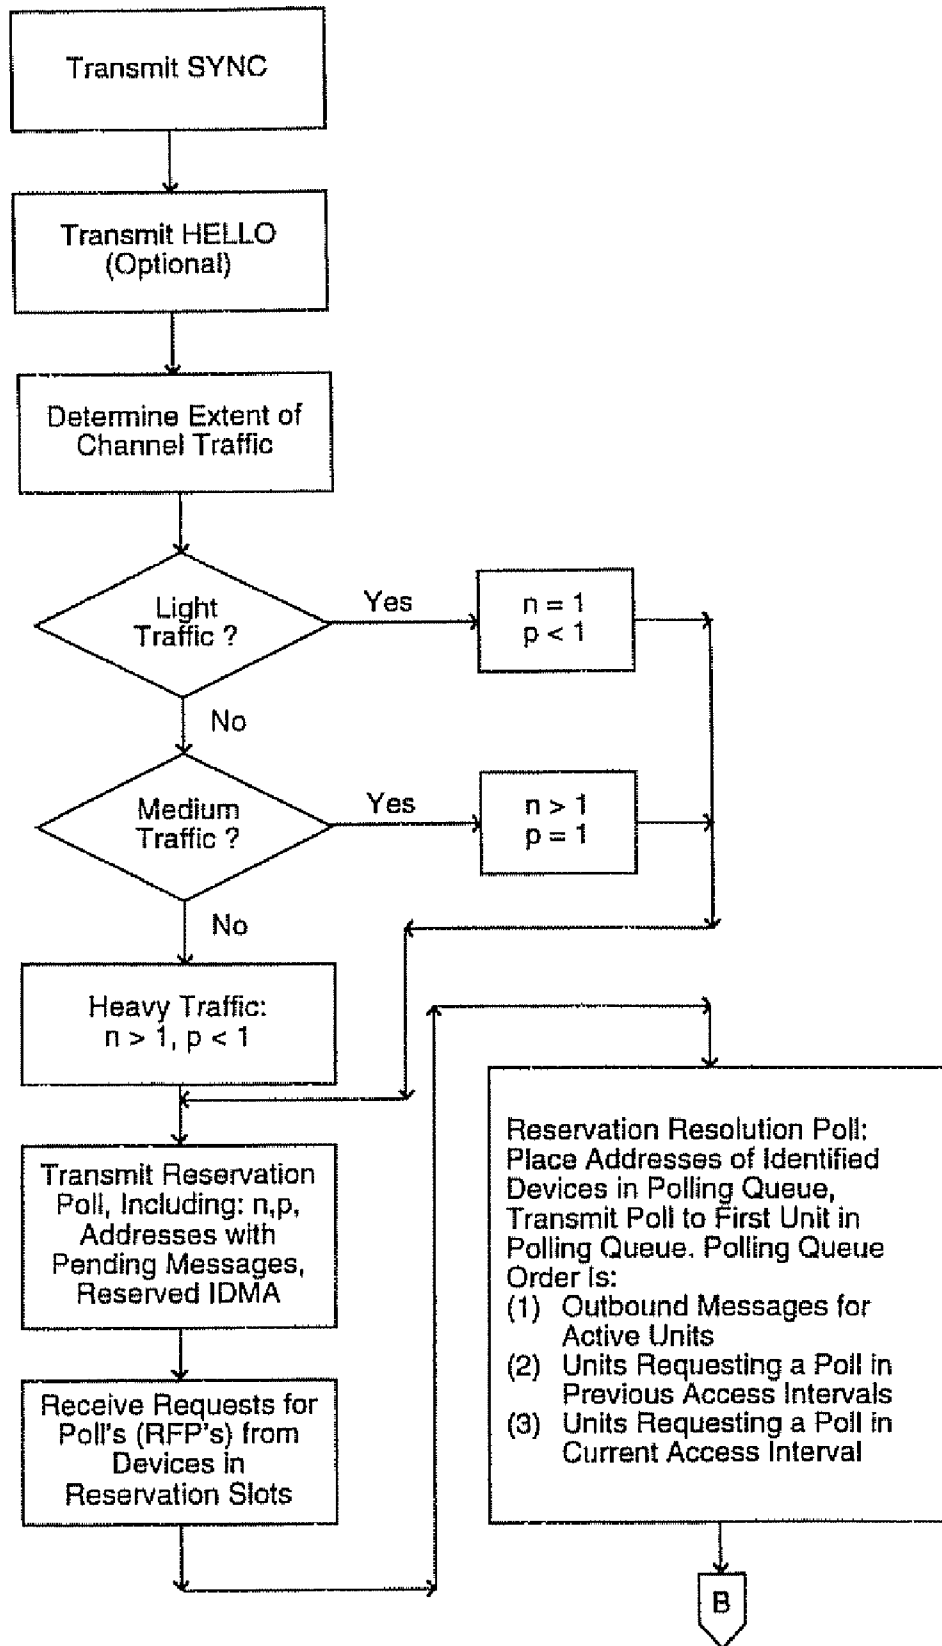 Transmit SYNC
Transmit HELLO
(Optional)
Determine Extent of
Channel Traffic
Light
Traffic ?
Yes
n = 1
p < 1
No
Medium
Traffic ?
Yes
n > 1
p = 1
No
Heavy Traffic:
n > 1, p < 1
Transmit Reservation
Poll, Including: n,p,
Addresses with
Pending Messages,
Reserved IDMA
Receive Requests for
Poll's (RFP's) from
Devices in
Reservation Slots
Reservation Resolution Poll:
Place Addresses of Identified
Devices in Polling Queue,
Transmit Poll to First Unit in
Polling Queue. Polling Queue
Order Is:
(1) Outbound Messages for
Active Units
(2) Units Requesting a Poll in
Previous Access Intervals
(3) Units Requesting a Poll in
Current Access Interval
B